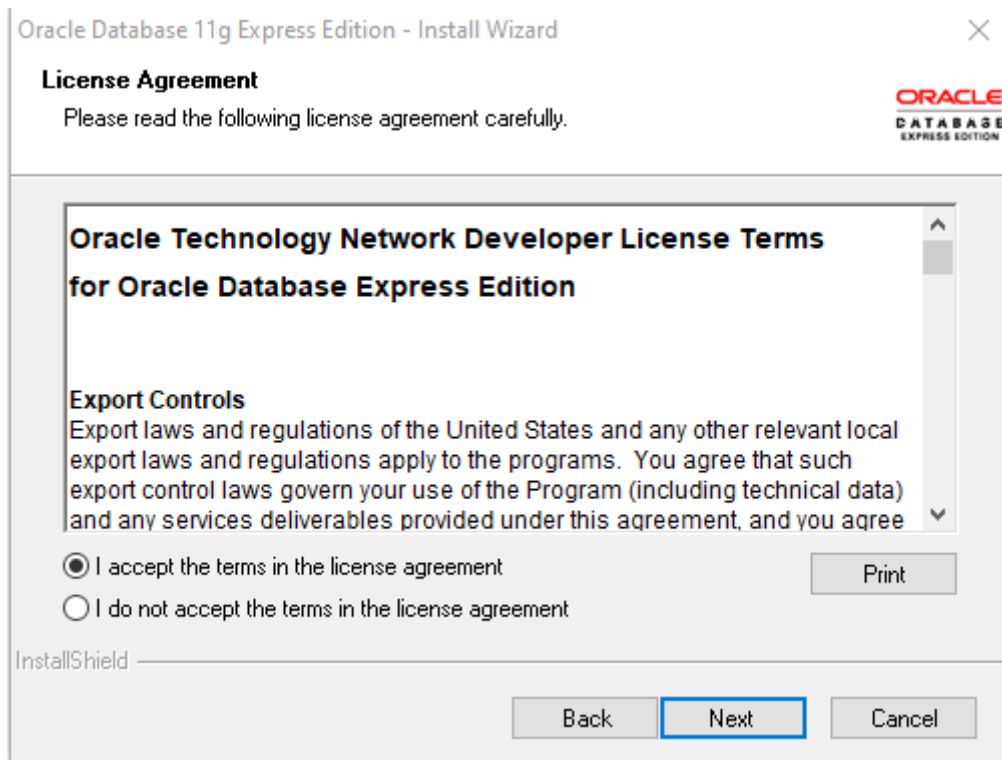 Oracle Database 11g Express Edition - Install Wizard
License Agreement
Please read the following license agreement carefully.
ORACLE
DATABASE
EXPRESS EDITION
Oracle Technology Network Developer License Terms
for Oracle Database Express Edition
Export Controls
Export laws and regulations of the United States and any other relevant local
export laws and regulations apply to the programs.  You agree that such
export control laws govern your use of the Program (including technical data)
and any services deliverables provided under this agreement, and you agree
I accept the terms in the license agreement
Print
I do not accept the terms in the license agreement
InstallShield
Back
Next
Cancel